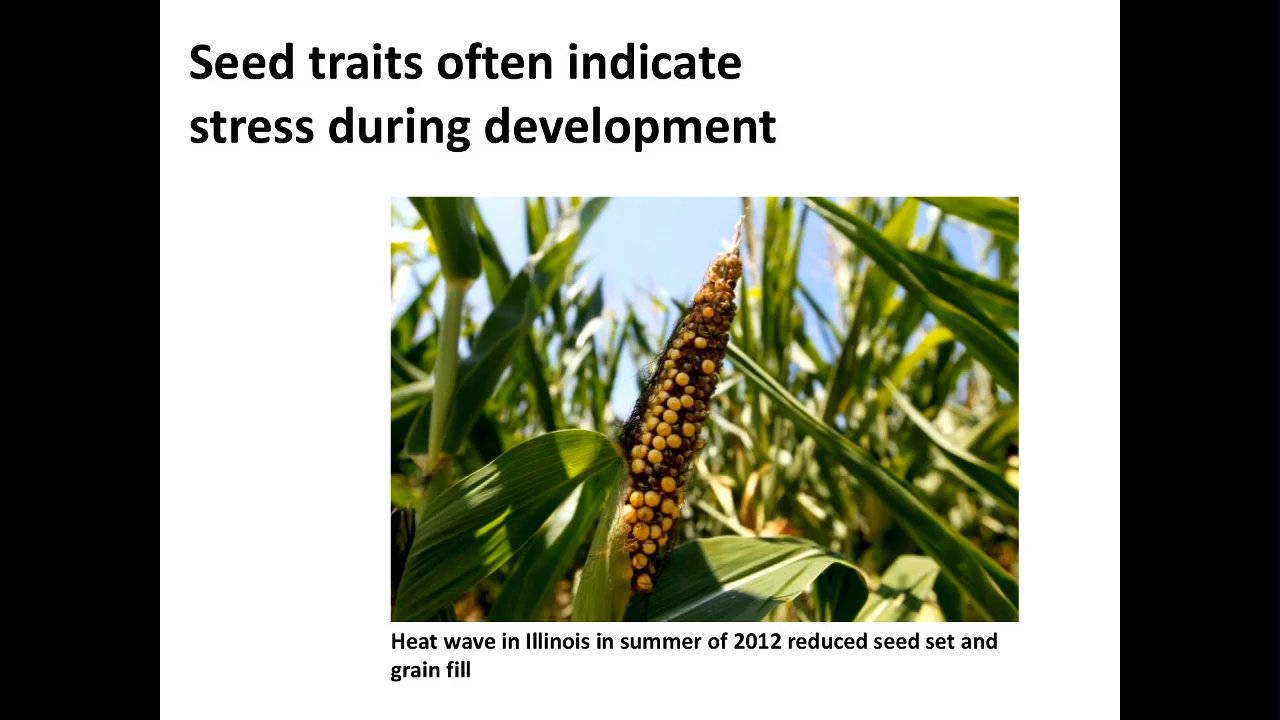 Seed traits often indicate
stress during development
Heat wave in Illinois in summer of 2012 reduced seed set and
grain fill